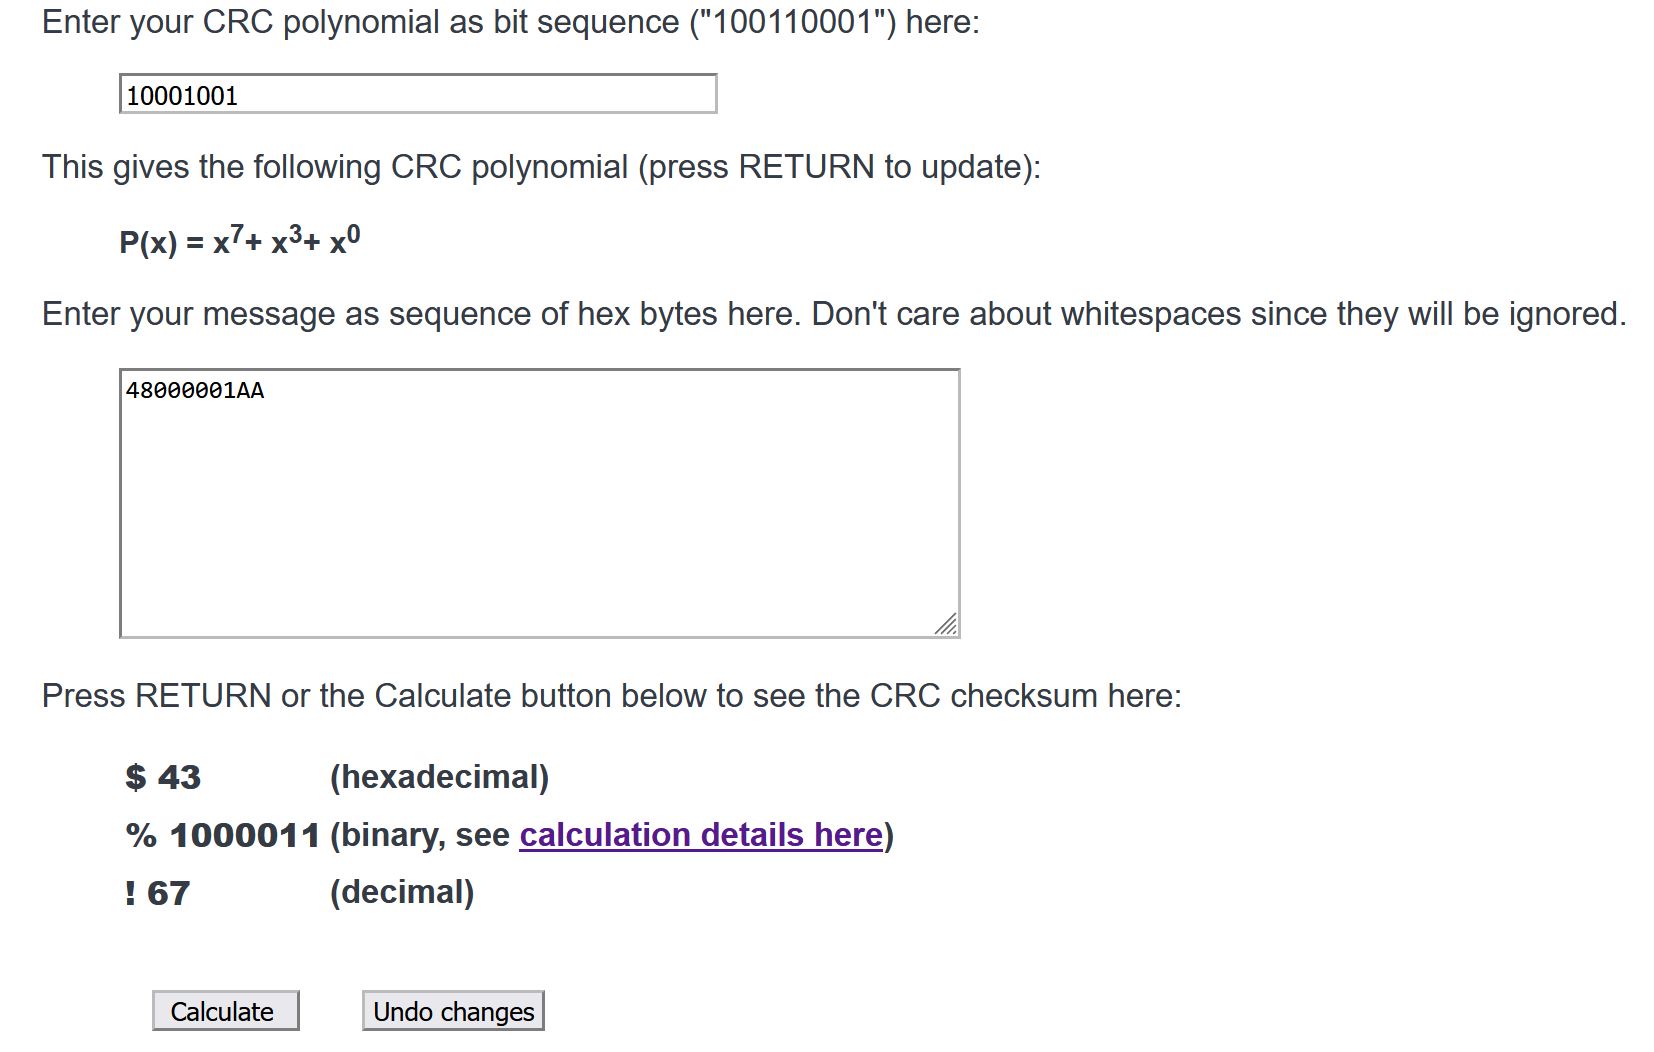 Enter your CRC polynomial as bit sequence ("100110001") here:
10001001
This gives the following CRC polynomial (press RETURN to update):
P(x) = x⁷+ x³+ x⁰
Enter your message as sequence of hex bytes here. Don't care about whitespaces since they will be ignored.
48000001AA
Press RETURN or the Calculate button below to see the CRC checksum here:
$ 43 (hexadecimal)
% 1000011 (binary, see calculation details here)
! 67 (decimal)
Calculate Undo changes